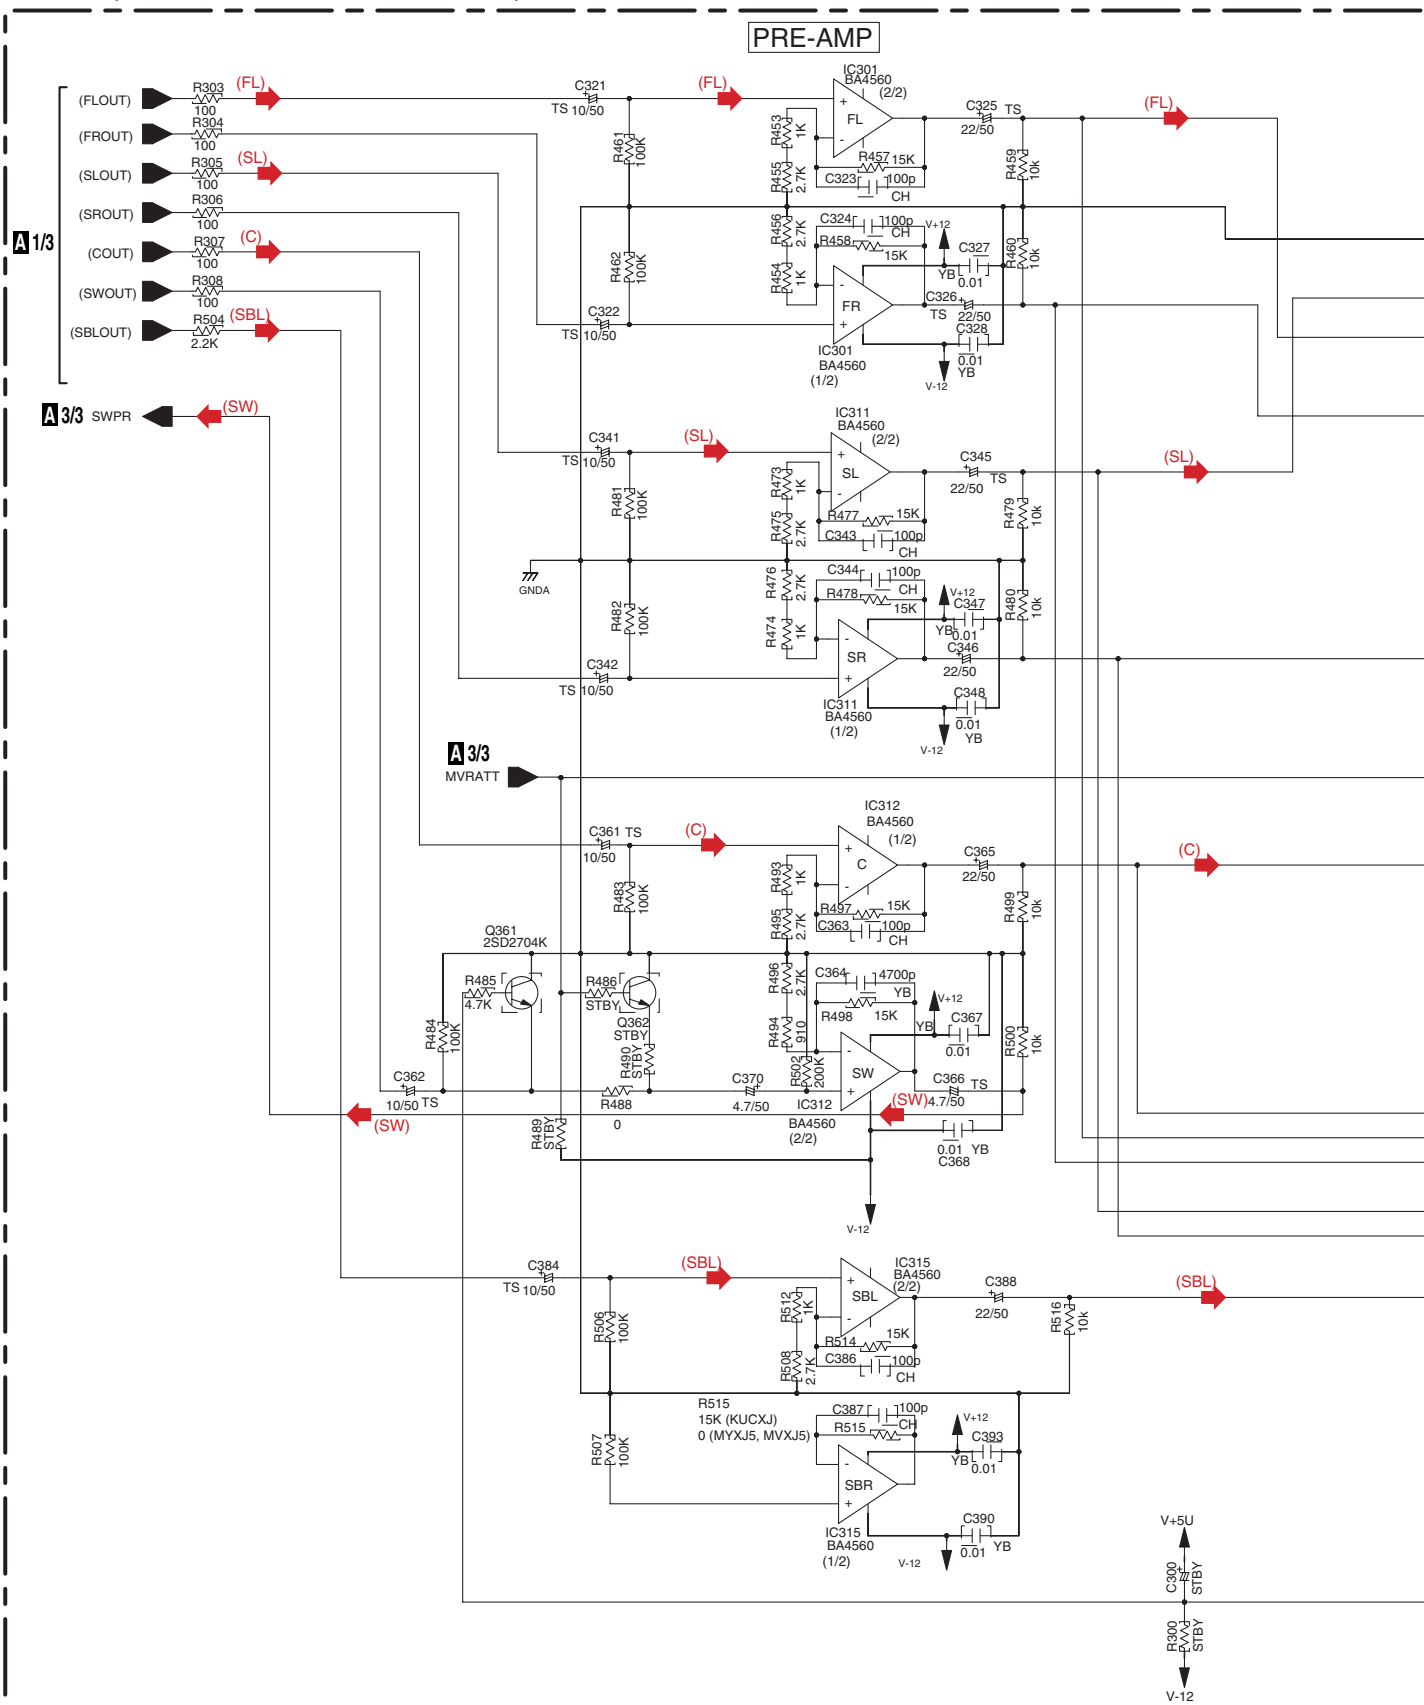 PRE-AMP
A 1/3
(FLOUT)
R303
100
(FL)
(FROUT)
R304
100
(SLOUT)
R305
100
(SL)
(SROUT)
R306
100
(COUT)
R307
100
(C)
(SWOUT)
R308
100
(SBLOUT)
R504
2.2K
(SBL)
A 3/3 SWPR
(SW)
C321
TS 10/50
(FL)
R461
100K
R453
1K
R455
2.7K
IC301
BA4560
(2/2)
+
FL
-
R457 15K
C323 100p
CH
C325 TS
22/50
R459
10k
(FL)
R462
100K
R456
2.7K
R454
1K
C324 100p
CH
R458
15K
V+12
C327
YB
0.01
R460
10k
-
FR
+
C326
TS 22/50
C322
TS 10/50
C328
0.01
YB
V-12
IC301
BA4560
(1/2)
C341
TS 10/50
(SL)
R481
100K
R473
1K
R475
2.7K
IC311
BA4560
(2/2)
+
SL
-
R477 15K
C343 100p
CH
C345
TS
22/50
R479
10k
(SL)
GNDA
R482
100K
R476
2.7K
R474
1K
C344 100p
CH
R478
15K
V+12
C347
YB 0.01
R480
10k
-
SR
+
C346
22/50
C342
TS 10/50
C348
0.01
YB
V-12
IC311
BA4560
(1/2)
A 3/3
MVRATT
C361 TS
10/50
(C)
R483
100K
R493
1K
R495
2.7K
IC312
BA4560
(1/2)
+
C
-
R497 15K
C363 100p
CH
C365
22/50
R499
10k
(C)
Q361
2SD2704K
R485
4.7K
R484
100K
R486
STBY
Q362
STBY
R490
STBY
R496
2.7K
R494
910
R502
200K
C364 4700p
YB
R498 15K
V+12
C367
YB
0.01
R500
10k
-
SW
+
C362
10/50 TS
R488
0
C370
4.7/50
IC312
BA4560
(2/2)
C366 TS
4.7/50
(SW)
(SW)
R489
STBY
0.01 YB
C368
V-12
C384
TS 10/50
(SBL)
R506
100K
R512
1K
R508
2.7K
IC315
BA4560
(2/2)
+
SBL
-
R514 15K
C386 100p
CH
C388
22/50
R516
10k
(SBL)
R515
15K (KUCXJ)
0 (MYXJ5, MVXJ5)
R507
100K
C387 100p
CH
R515
V+12
C393
YB
0.01
-
SBR
+
IC315
BA4560
(1/2)
C390
0.01
YB
V-12
V+5U
C300
STBY
R300
STBY
V-12